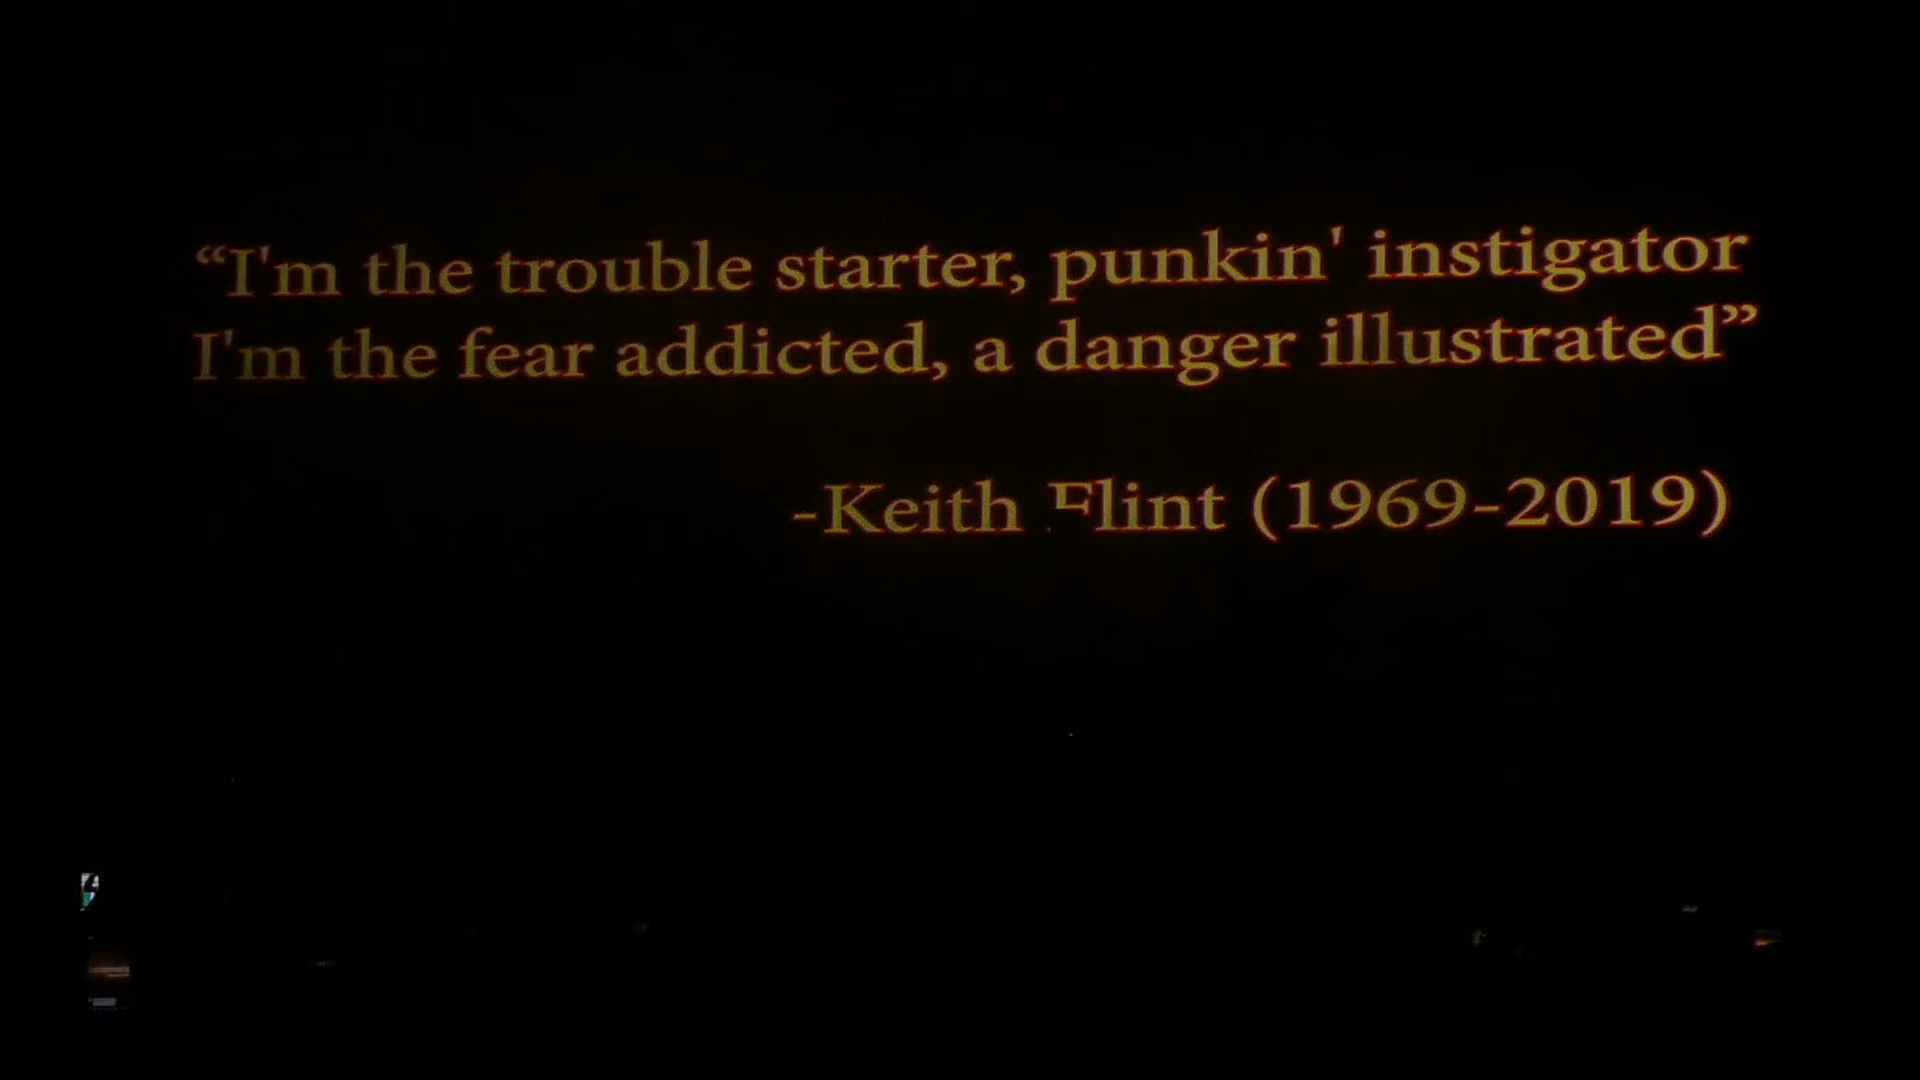 “I'm the trouble starter, punkin' instigator
I'm the fear addicted, a danger illustrated”
-Keith Flint (1969-2019)